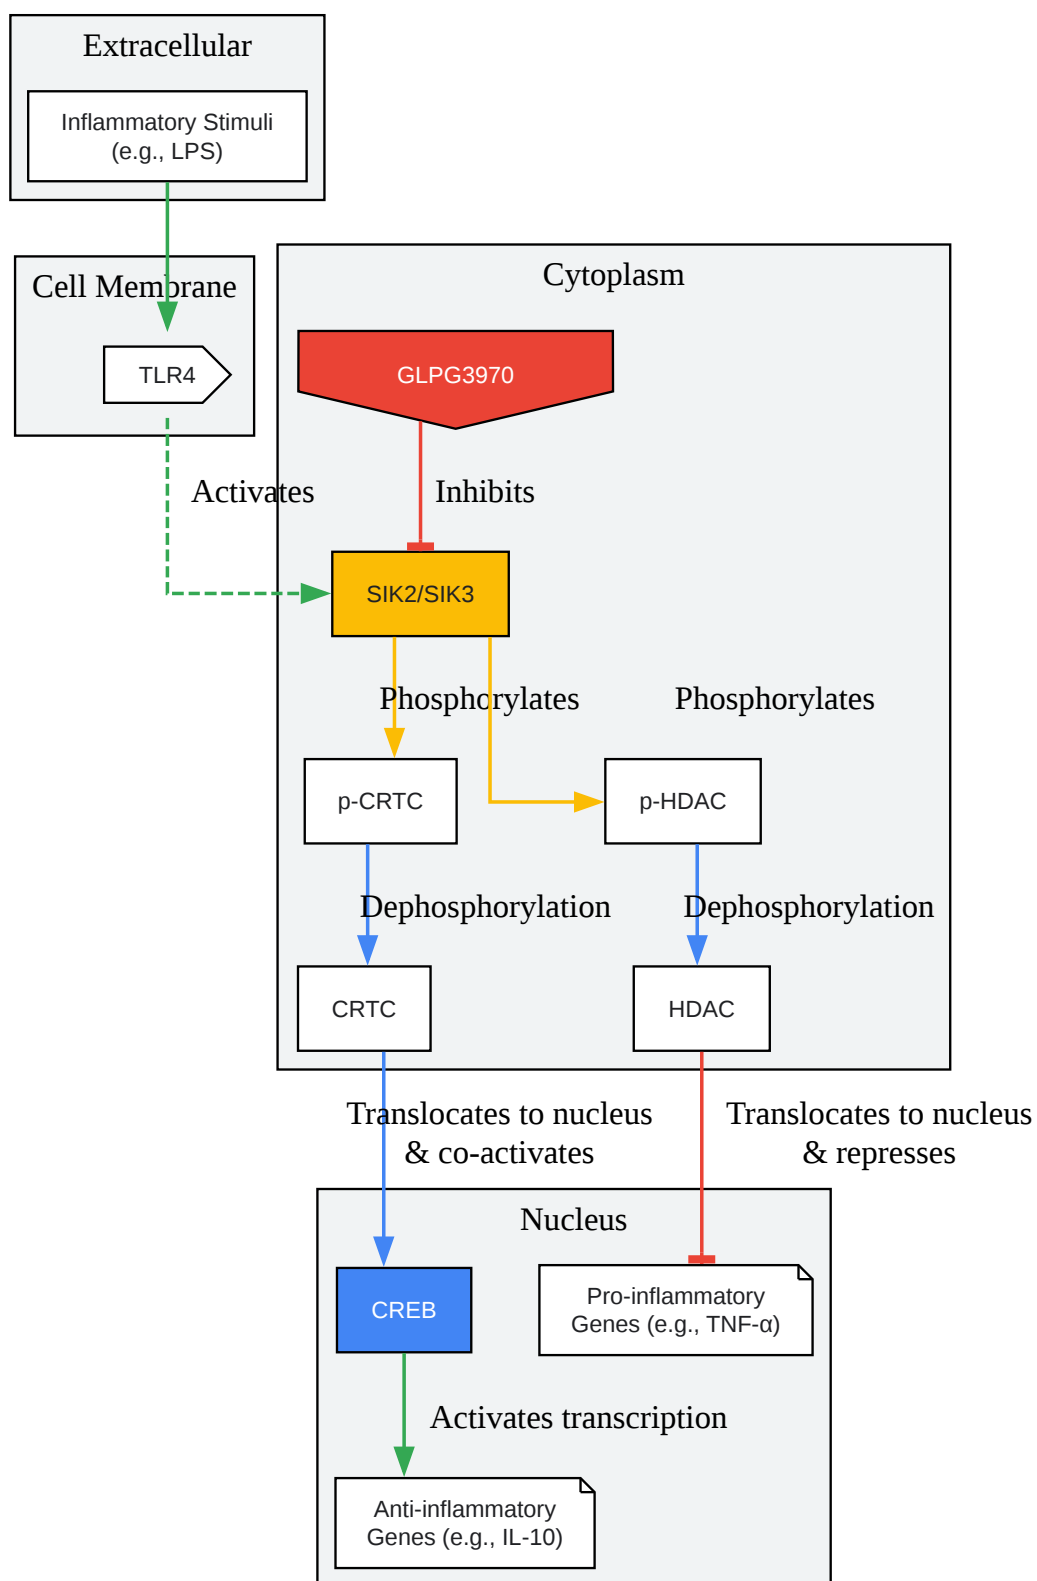 Extracellular
Inflammatory Stimuli
(e.g., LPS)
Cell Membrane
TLR4
Cytoplasm
GLPG3970
Activates
Inhibits
SIK2/SIK3
Phosphorylates
Phosphorylates
p-CRTC
p-HDAC
Dephosphorylation
Dephosphorylation
CRTC
HDAC
Translocates to nucleus
& co-activates
Translocates to nucleus
& represses
Nucleus
CREB
Pro-inflammatory
Genes (e.g., TNF-α)
Activates transcription
Anti-inflammatory
Genes (e.g., IL-10)